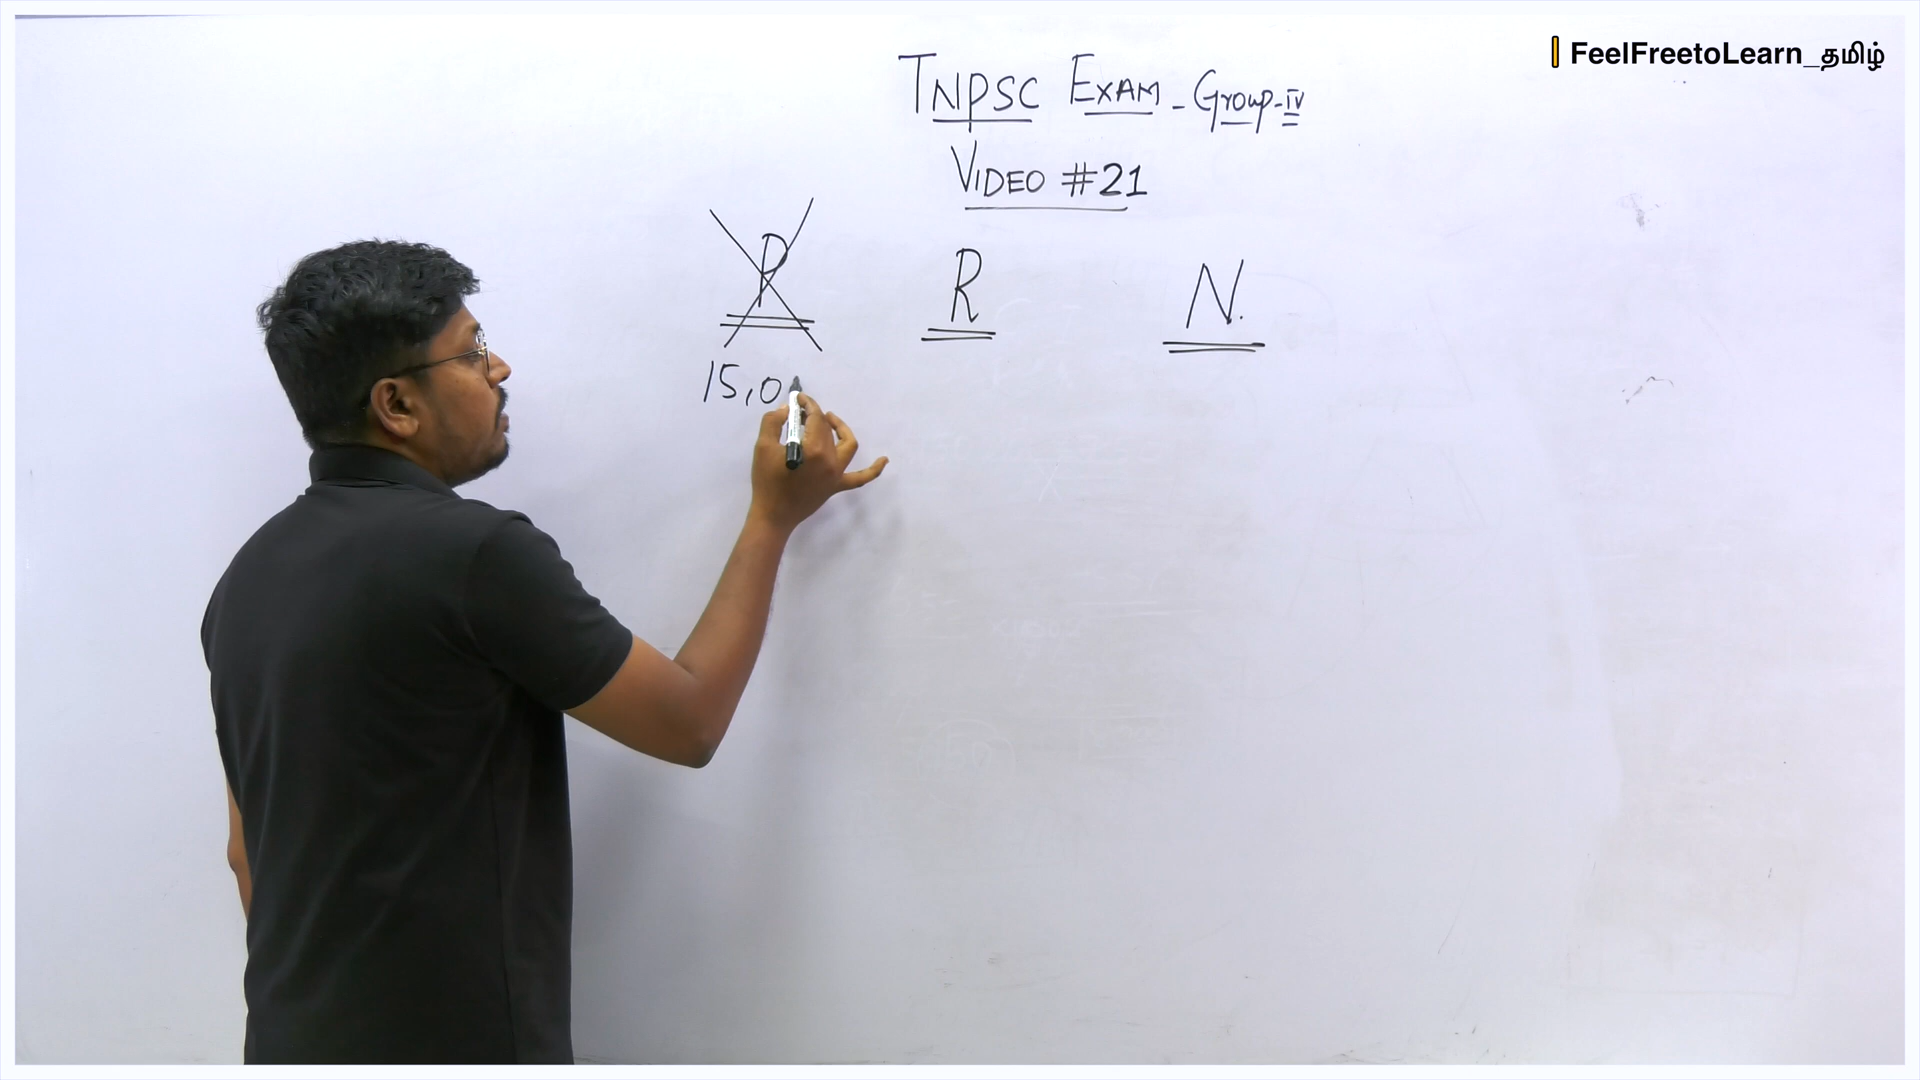 FeelFreetoLearn_தமிழ்
TNPSC EXAM - Group-IV
VIDEO #21
P R N.
15,0